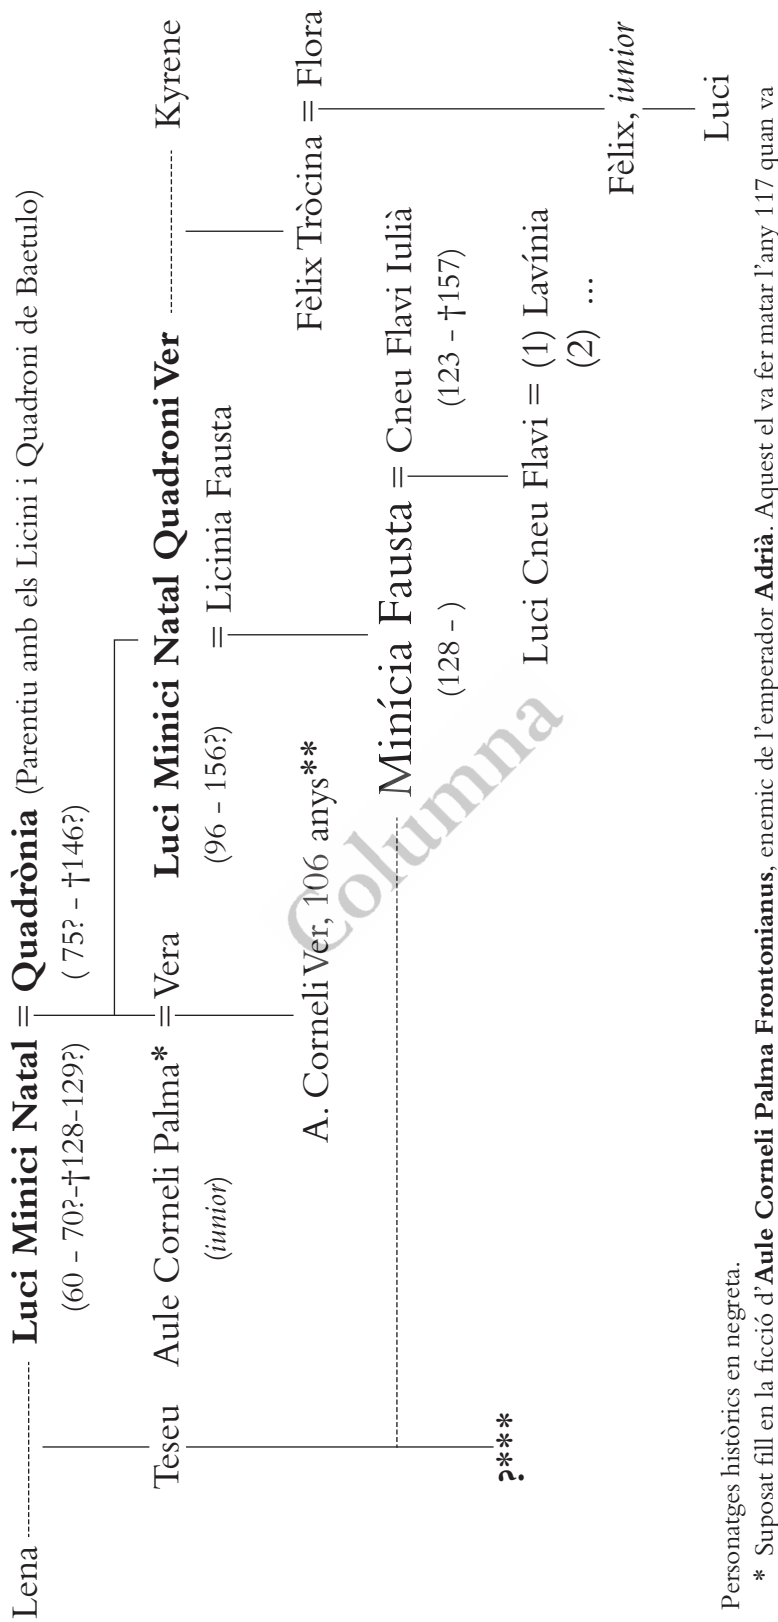 Lena Luci Minici Natal = Quadrònia (Parentiu amb els Licini i Quadroni de Baetulo)
(60 – 70?-†128-129?) ( 75? – †146?)
Teseu Aule Corneli Palma* = Vera Luci Minici Natal Quadroni Ver Kyrene
(iunior) (96 – 156?) = Licinia Fausta
A. Corneli Ver, 106 anys** Fèlix Tròcina = Flora
Minícia Fausta = Cneu Flavi Iulià
(128 – ) (123 – †157)
?*** Luci Cneu Flavi = (1) Lavínia
(2) ...
Fèlix, iunior
Luci
Columna
Personatges històrics en negreta.
* Suposat fill en la ficció d'Aule Corneli Palma Frontonianus, enemic de l'emperador Adrià. Aquest el va fer matar l'any 117 quan va